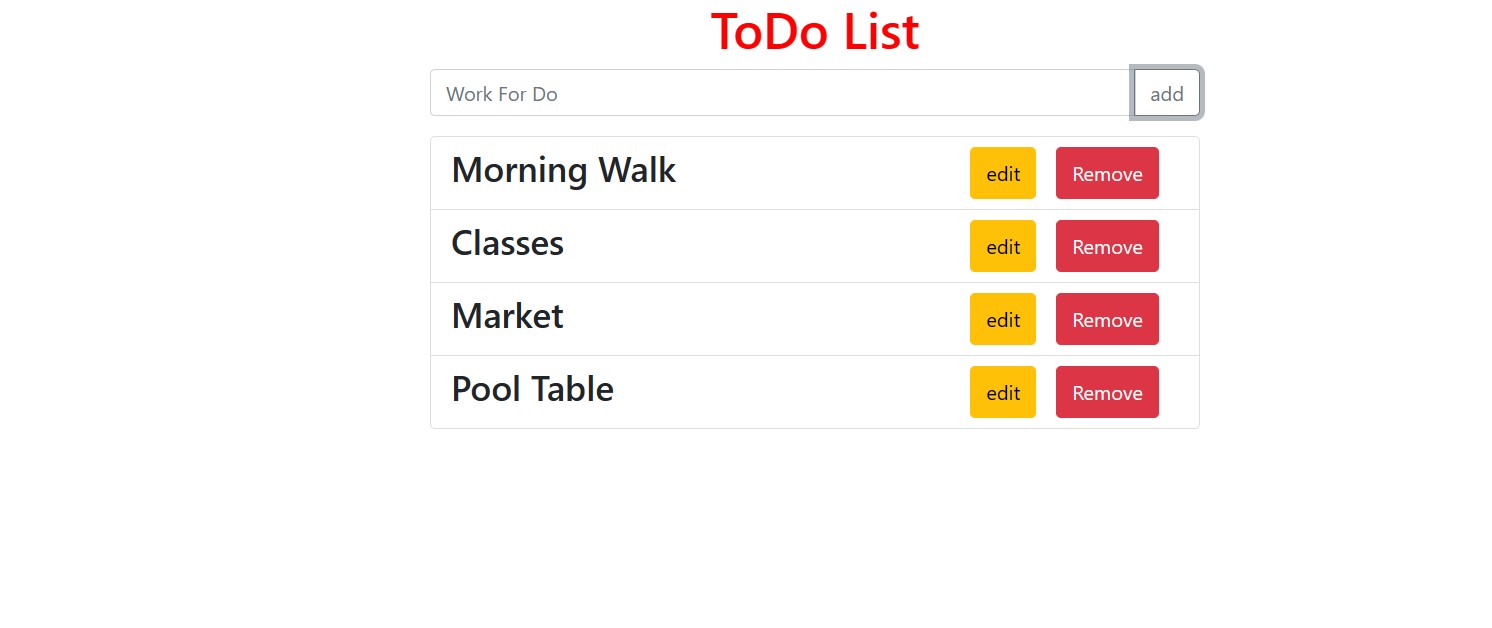 ToDo List
Work For Do add
Morning Walk edit Remove
Classes edit Remove
Market edit Remove
Pool Table edit Remove